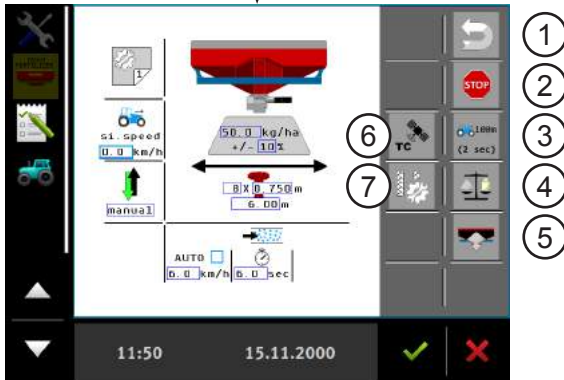 1
STOP
2
1
si.speed
0.0 km/h
50.0 kg/ha
+/- 10%
6
TC
100m
(2 sec)
3
manual
8 X 0.750 m
6.00 m
7
4
5
AUTO
6.0 km/h
6.0 sec
11:50
15.11.2000